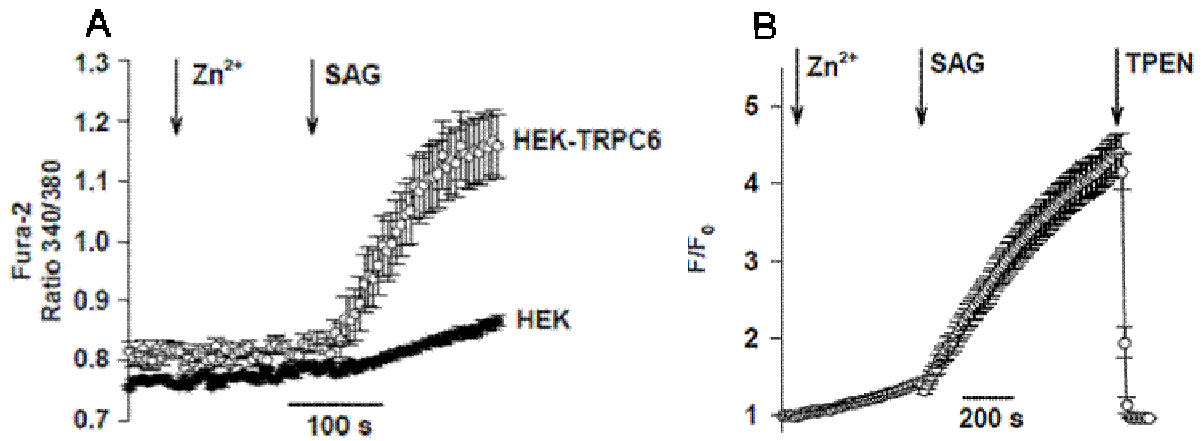 A
Zn2+ SAG
1.3
1.2
1.1
1.0
0.9
0.8
0.7
Fura-2
Ratio 340/380
HEK-TRPC6
HEK
100 s
B
Zn2+ SAG TPEN
5
4
3
2
1
F/F0
200 s